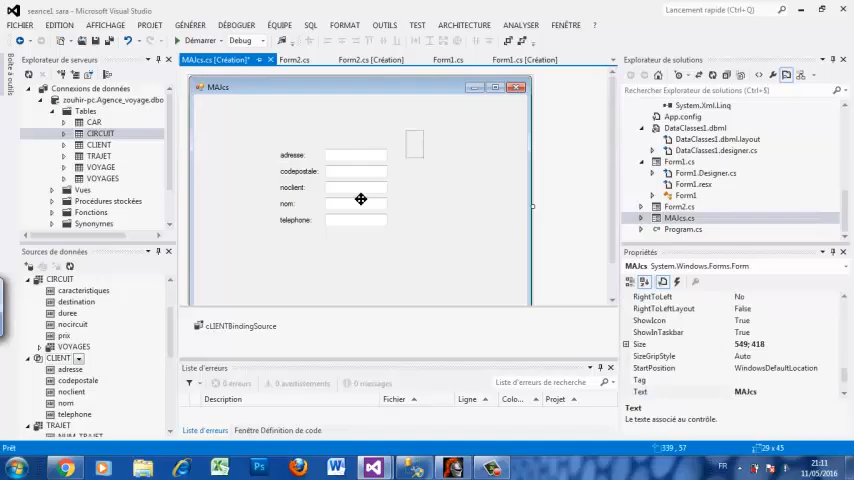 seance1 sara - Microsoft Visual Studio
Lancement rapide (Ctrl+Q)
FICHIER EDITION AFFICHAGE PROJET GÉNÉRER DÉBOGUER ÉQUIPE SQL FORMAT OUTILS TEST ARCHITECTURE ANALYSER FENÊTRE ?
Démarrer Debug
Boîte à outils
Explorateur de serveurs
Connexions de données
zouhir-pc.Agence_voyage.dbo
Tables
CAR
CIRCUIT
CLIENT
TRAJET
VOYAGE
VOYAGES
Vues
Procédures stockées
Fonctions
Synonymes
Sources de données
CIRCUIT
caracteristiques
destination
duree
nocircuit
prix
VOYAGES
CLIENT
adresse
codepostale
noclient
nom
telephone
TRAJET
NUM_TRAJET
MAJcs.cs [Création]* Form2.cs Form2.cs [Création] Form1.cs Form1.cs [Création]
MAJcs
adresse:
codepostale:
noclient:
nom:
telephone:
cLIENTBindingSource
Liste d'erreurs
0 erreurs 0 avertissements 0 messages
Liste d'erreurs de recherche
Description Fichier Ligne Colo... Projet
Liste d'erreurs Fenêtre Définition de code
Explorateur de solutions
Rechercher Explorateur de solutions (Ctrl+$)
System.Xml.Linq
App.config
DataClasses1.dbml
DataClasses1.dbml.layout
DataClasses1.designer.cs
Form1.cs
Form1.Designer.cs
Form1.resx
Form1
Form2.cs
MAJcs.cs
Program.cs
Propriétés
MAJcs System.Windows.Forms.Form
RightToLeft No
RightToLeftLayout False
ShowIcon True
ShowInTaskbar True
Size 549; 418
SizeGripStyle Auto
StartPosition WindowsDefaultLocation
Tag
Text MAJcs
Text
Le texte associé au contrôle.
Prêt
339 , 57
29 x 45
FR
21:11
11/05/2016